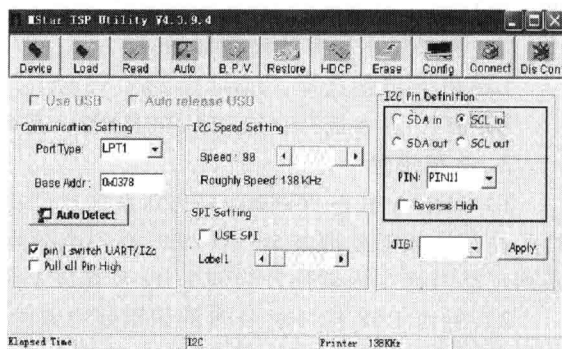 MStar ISP Utility V4.3.9.4
Device Load Read Auto B. P. V. Restore HDCP Erase Config Connect Dis Con
Use USB Auto release USB
Communication Setting
Port Type: LPT1
Base Addr: 0x0378
Auto Detect
pin 1 switch UART/I2c
Pull all Pin High
I2C Speed Setting
Speed: 98
Roughly Speed: 138 KHz
SPI Setting
USE SPI
Label1
I2C Pin Definition
SDA in SCL in
SDA out SCL out
PIN: PIN11
Reverse High
JIG: Apply
Elapsed Time I2C Printer 138KHz